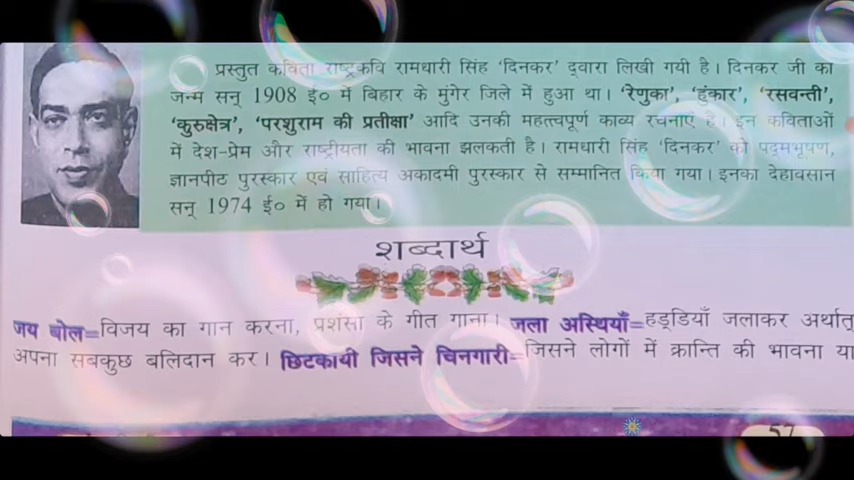 प्रस्तुत कविता राष्ट्रकवि रामधारी सिंह ‘दिनकर’ द्वारा लिखी गयी है। दिनकर जी का
जन्म सन् 1908 ई० में बिहार के मुंगेर जिले में हुआ था। ‘रेणुका’, ‘हुंकार’, ‘रसवन्ती’,
‘कुरुक्षेत्र’, ‘परशुराम की प्रतीक्षा’ आदि उनकी महत्त्वपूर्ण काव्य रचनाएं हैं। इन कविताओं
में देश-प्रेम और राष्ट्रीयता की भावना झलकती है। रामधारी सिंह ‘दिनकर’ को पद्मभूषण,
ज्ञानपीठ पुरस्कार एवं साहित्य अकादमी पुरस्कार से सम्मानित किया गया। इनका देहावसान
सन् 1974 ई० में हो गया।
शब्दार्थ
जय बोल=विजय का गान करना, प्रशंसा के गीत गाना। जला अस्थियाँ=हड्डियाँ जलाकर अर्थात्
अपना सबकुछ बलिदान कर। छिटकायी जिसने चिनगारी=जिसने लोगों में क्रान्ति की भावना या
57